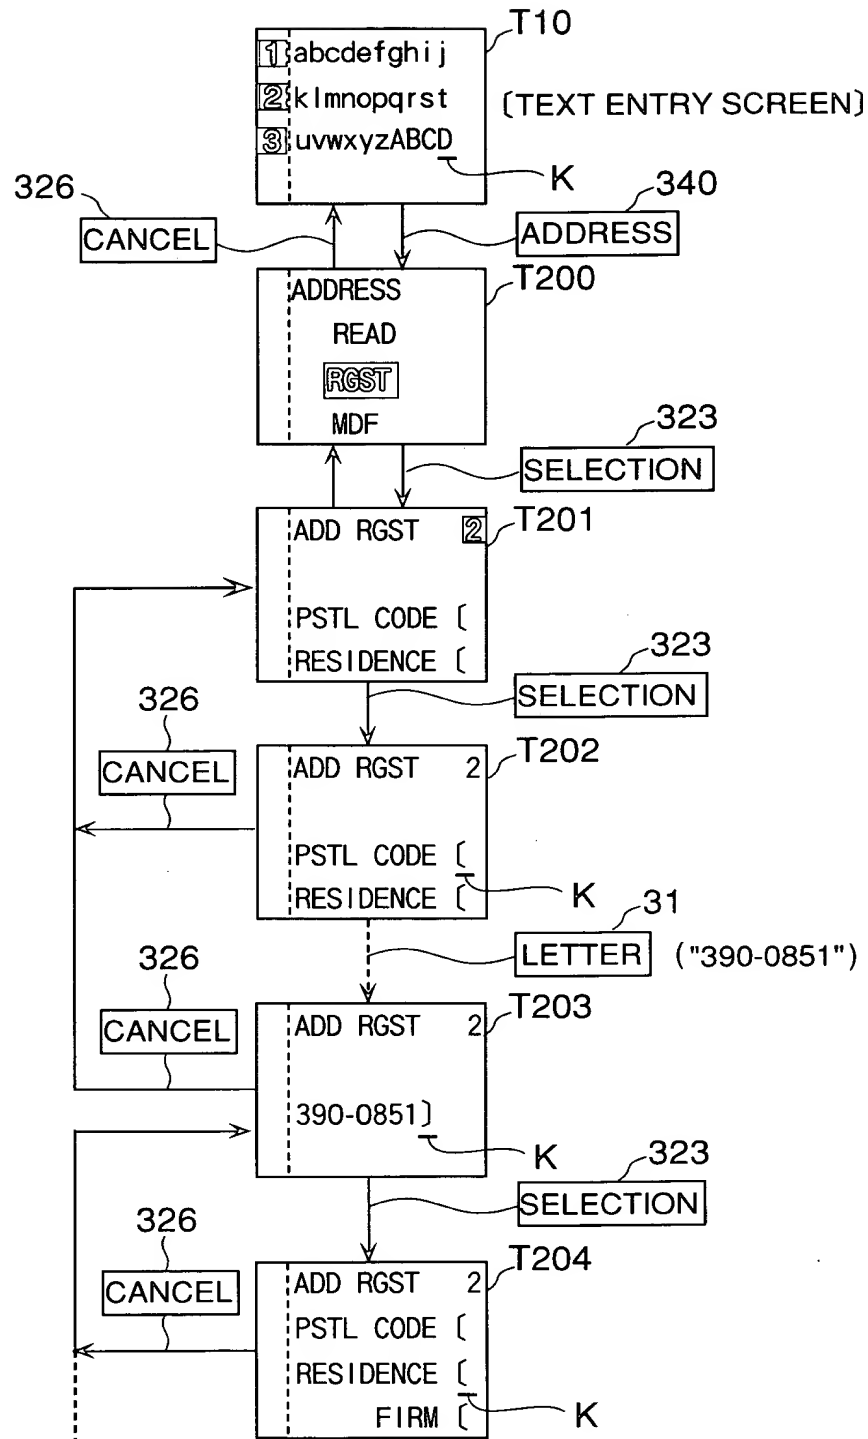 T10
1 abcdefghij
2 klmnopqrst
[TEXT ENTRY SCREEN]
3 uvwxyzABCD
K
326
CANCEL
340
ADDRESS
T200
ADDRESS
READ
RGST
MDF
323
SELECTION
T201
ADD RGST 2
PSTL CODE [
RESIDENCE [
323
SELECTION
326
CANCEL
T202
ADD RGST 2
PSTL CODE [
RESIDENCE [
K
31
LETTER ("390-0851")
326
CANCEL
T203
ADD RGST 2
390-0851]
K
323
SELECTION
326
CANCEL
T204
ADD RGST 2
PSTL CODE [
RESIDENCE [
K
FIRM [